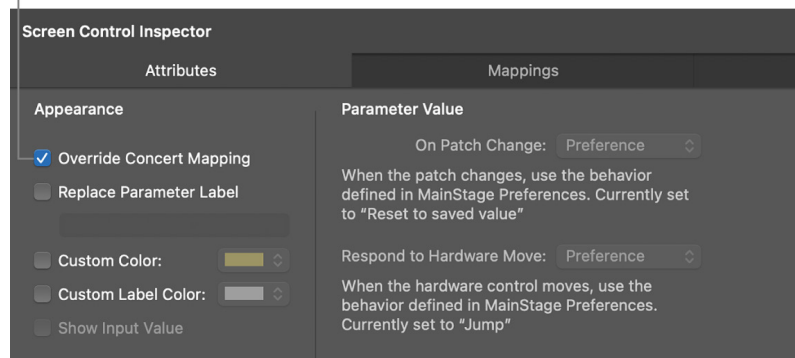 Screen Control Inspector
Attributes
Mappings
Appearance
Override Concert Mapping
Replace Parameter Label
Custom Color:
Custom Label Color:
Show Input Value
Parameter Value
On Patch Change: Preference
When the patch changes, use the behavior
defined in MainStage Preferences. Currently set
to “Reset to saved value”
Respond to Hardware Move: Preference
When the hardware control moves, use the
behavior defined in MainStage Preferences.
Currently set to “Jump”